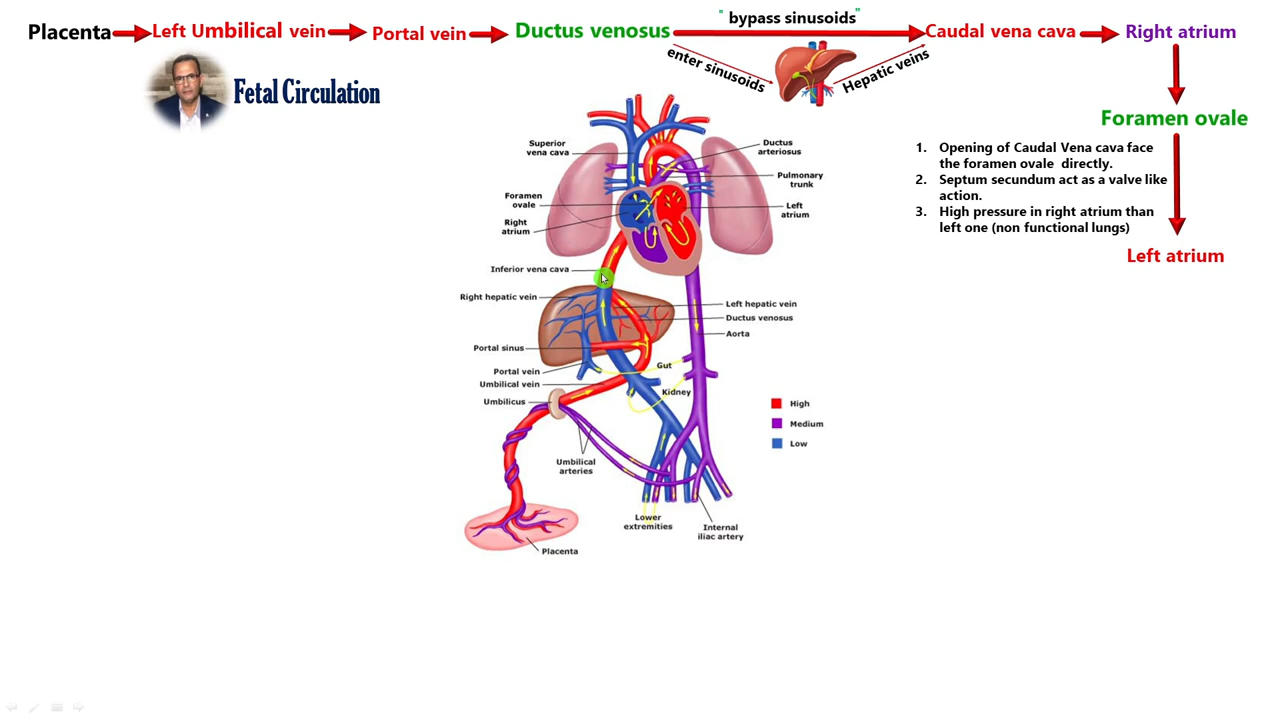 Placenta
Left Umbilical vein
Portal vein
Ductus venosus
" bypass sinusoids"
enter sinusoids
Hepatic veins
Caudal vena cava
Right atrium
Fetal Circulation
Foramen ovale
1. Opening of Caudal Vena cava face
the foramen ovale directly.
2. Septum secundum act as a valve like
action.
3. High pressure in right atrium than
left one (non functional lungs)
Left atrium
Superior
vena cava
Ductus
arteriosus
Pulmonary
trunk
Foramen
ovale
Left
atrium
Right
atrium
Inferior vena cava
Right hepatic vein
Left hepatic vein
Ductus venosus
Aorta
Portal sinus
Portal vein
Gut
Umbilical vein
Kidney
Umbilicus
High
Medium
Low
Umbilical
arteries
Lower
extremities
Internal
iliac artery
Placenta